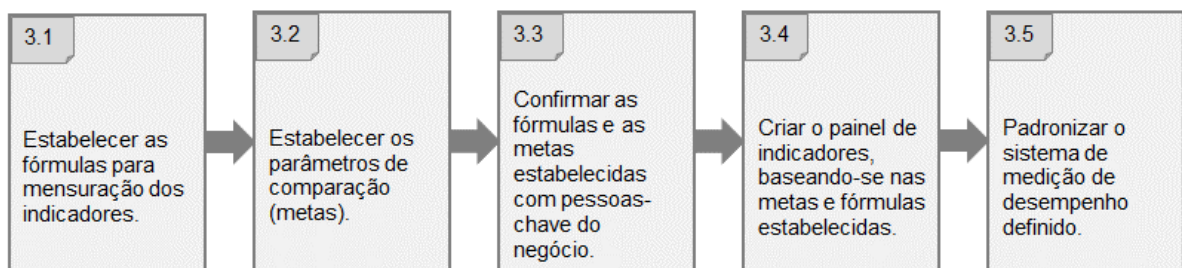 3.1
Estabelecer as
fórmulas para
mensuração dos
indicadores.
3.2
Estabelecer os
parâmetros de
comparação
(metas).
3.3
Confirmar as
fórmulas e as
metas
estabelecidas
com pessoas-
chave do
negócio.
3.4
Criar o painel de
indicadores,
baseando-se nas
metas e fórmulas
estabelecidas.
3.5
Padronizar o
sistema de
medição de
desempenho
definido.